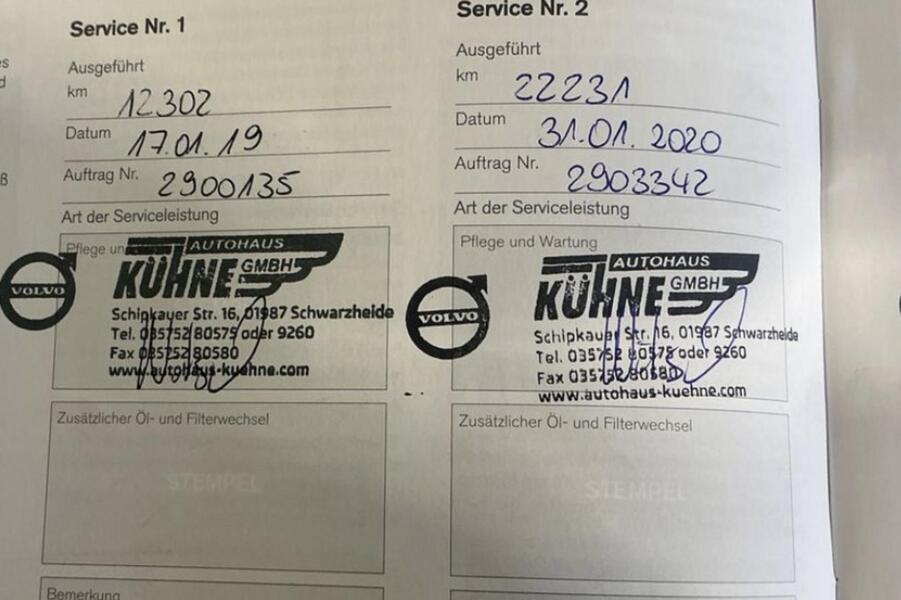 es
d
ß
Service Nr. 1
Ausgeführt
km 12302
Datum 17.01.19
Auftrag Nr. 2900135
Art der Serviceleistung
Pflege un
VOLVO
AUTOHAUS
KÜHNE GMBH
Schipkauer Str. 16, 01987 Schwarzheide
Tel. 035752 80575 oder 9260
Fax 035752 80580
www.autohaus-kuehne.com
Zusätzlicher Öl- und Filterwechsel
STEMPEL
Bemerkung
Service Nr. 2
Ausgeführt
km 22231
Datum 31.01.2020
Auftrag Nr. 2903342
Art der Serviceleistung
Pflege und Wartung
VOLVO
AUTOHAUS
KÜHNE GMBH
Schipkauer Str. 16, 01987 Schwarzheide
Tel. 035752 80575 oder 9260
Fax 035752 80580
www.autohaus-kuehne.com
Zusätzlicher Öl- und Filterwechsel
STEMPEL